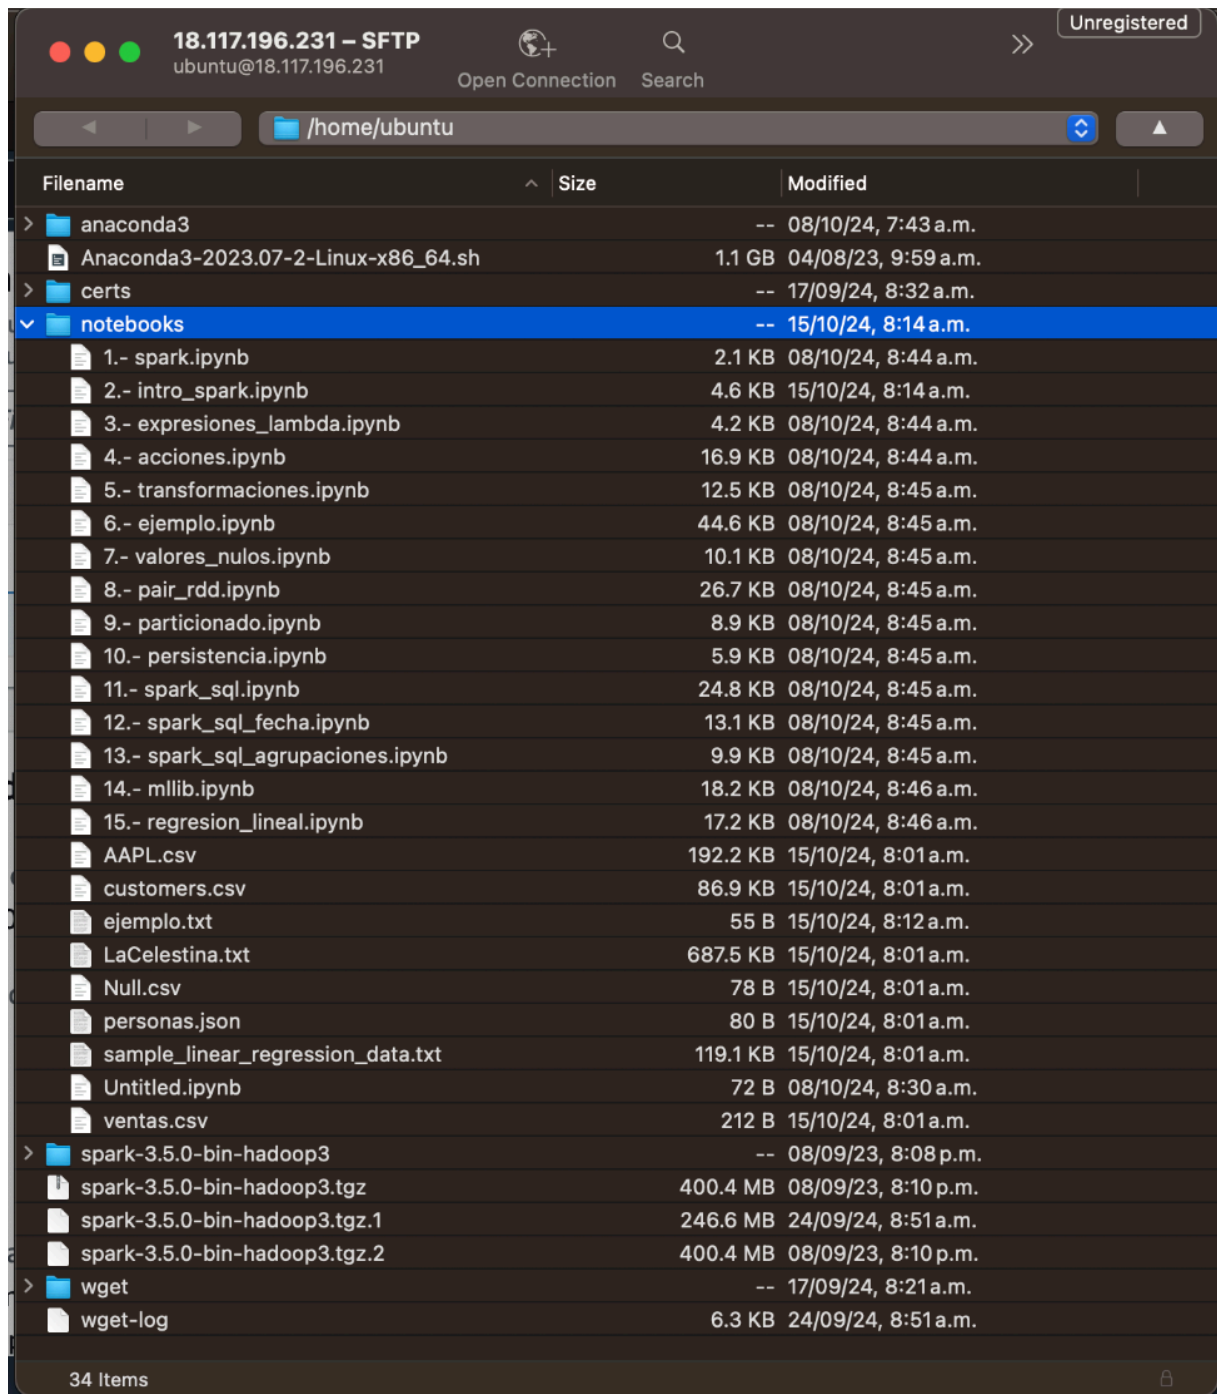 18.117.196.231 – SFTP
ubuntu@18.117.196.231
Open Connection
Search
Unregistered
/home/ubuntu
Filename Size Modified
anaconda3 -- 08/10/24, 7:43 a.m.
Anaconda3-2023.07-2-Linux-x86_64.sh 1.1 GB 04/08/23, 9:59 a.m.
certs -- 17/09/24, 8:32 a.m.
notebooks -- 15/10/24, 8:14 a.m.
1.- spark.ipynb 2.1 KB 08/10/24, 8:44 a.m.
2.- intro_spark.ipynb 4.6 KB 15/10/24, 8:14 a.m.
3.- expresiones_lambda.ipynb 4.2 KB 08/10/24, 8:44 a.m.
4.- acciones.ipynb 16.9 KB 08/10/24, 8:44 a.m.
5.- transformaciones.ipynb 12.5 KB 08/10/24, 8:45 a.m.
6.- ejemplo.ipynb 44.6 KB 08/10/24, 8:45 a.m.
7.- valores_nulos.ipynb 10.1 KB 08/10/24, 8:45 a.m.
8.- pair_rdd.ipynb 26.7 KB 08/10/24, 8:45 a.m.
9.- particionado.ipynb 8.9 KB 08/10/24, 8:45 a.m.
10.- persistencia.ipynb 5.9 KB 08/10/24, 8:45 a.m.
11.- spark_sql.ipynb 24.8 KB 08/10/24, 8:45 a.m.
12.- spark_sql_fecha.ipynb 13.1 KB 08/10/24, 8:45 a.m.
13.- spark_sql_agrupaciones.ipynb 9.9 KB 08/10/24, 8:45 a.m.
14.- mllib.ipynb 18.2 KB 08/10/24, 8:46 a.m.
15.- regresion_lineal.ipynb 17.2 KB 08/10/24, 8:46 a.m.
AAPL.csv 192.2 KB 15/10/24, 8:01 a.m.
customers.csv 86.9 KB 15/10/24, 8:01 a.m.
ejemplo.txt 55 B 15/10/24, 8:12 a.m.
LaCelestina.txt 687.5 KB 15/10/24, 8:01 a.m.
Null.csv 78 B 15/10/24, 8:01 a.m.
personas.json 80 B 15/10/24, 8:01 a.m.
sample_linear_regression_data.txt 119.1 KB 15/10/24, 8:01 a.m.
Untitled.ipynb 72 B 08/10/24, 8:30 a.m.
ventas.csv 212 B 15/10/24, 8:01 a.m.
spark-3.5.0-bin-hadoop3 -- 08/09/23, 8:08 p.m.
spark-3.5.0-bin-hadoop3.tgz 400.4 MB 08/09/23, 8:10 p.m.
spark-3.5.0-bin-hadoop3.tgz.1 246.6 MB 24/09/24, 8:51 a.m.
spark-3.5.0-bin-hadoop3.tgz.2 400.4 MB 08/09/23, 8:10 p.m.
wget -- 17/09/24, 8:21 a.m.
wget-log 6.3 KB 24/09/24, 8:51 a.m.
34 Items